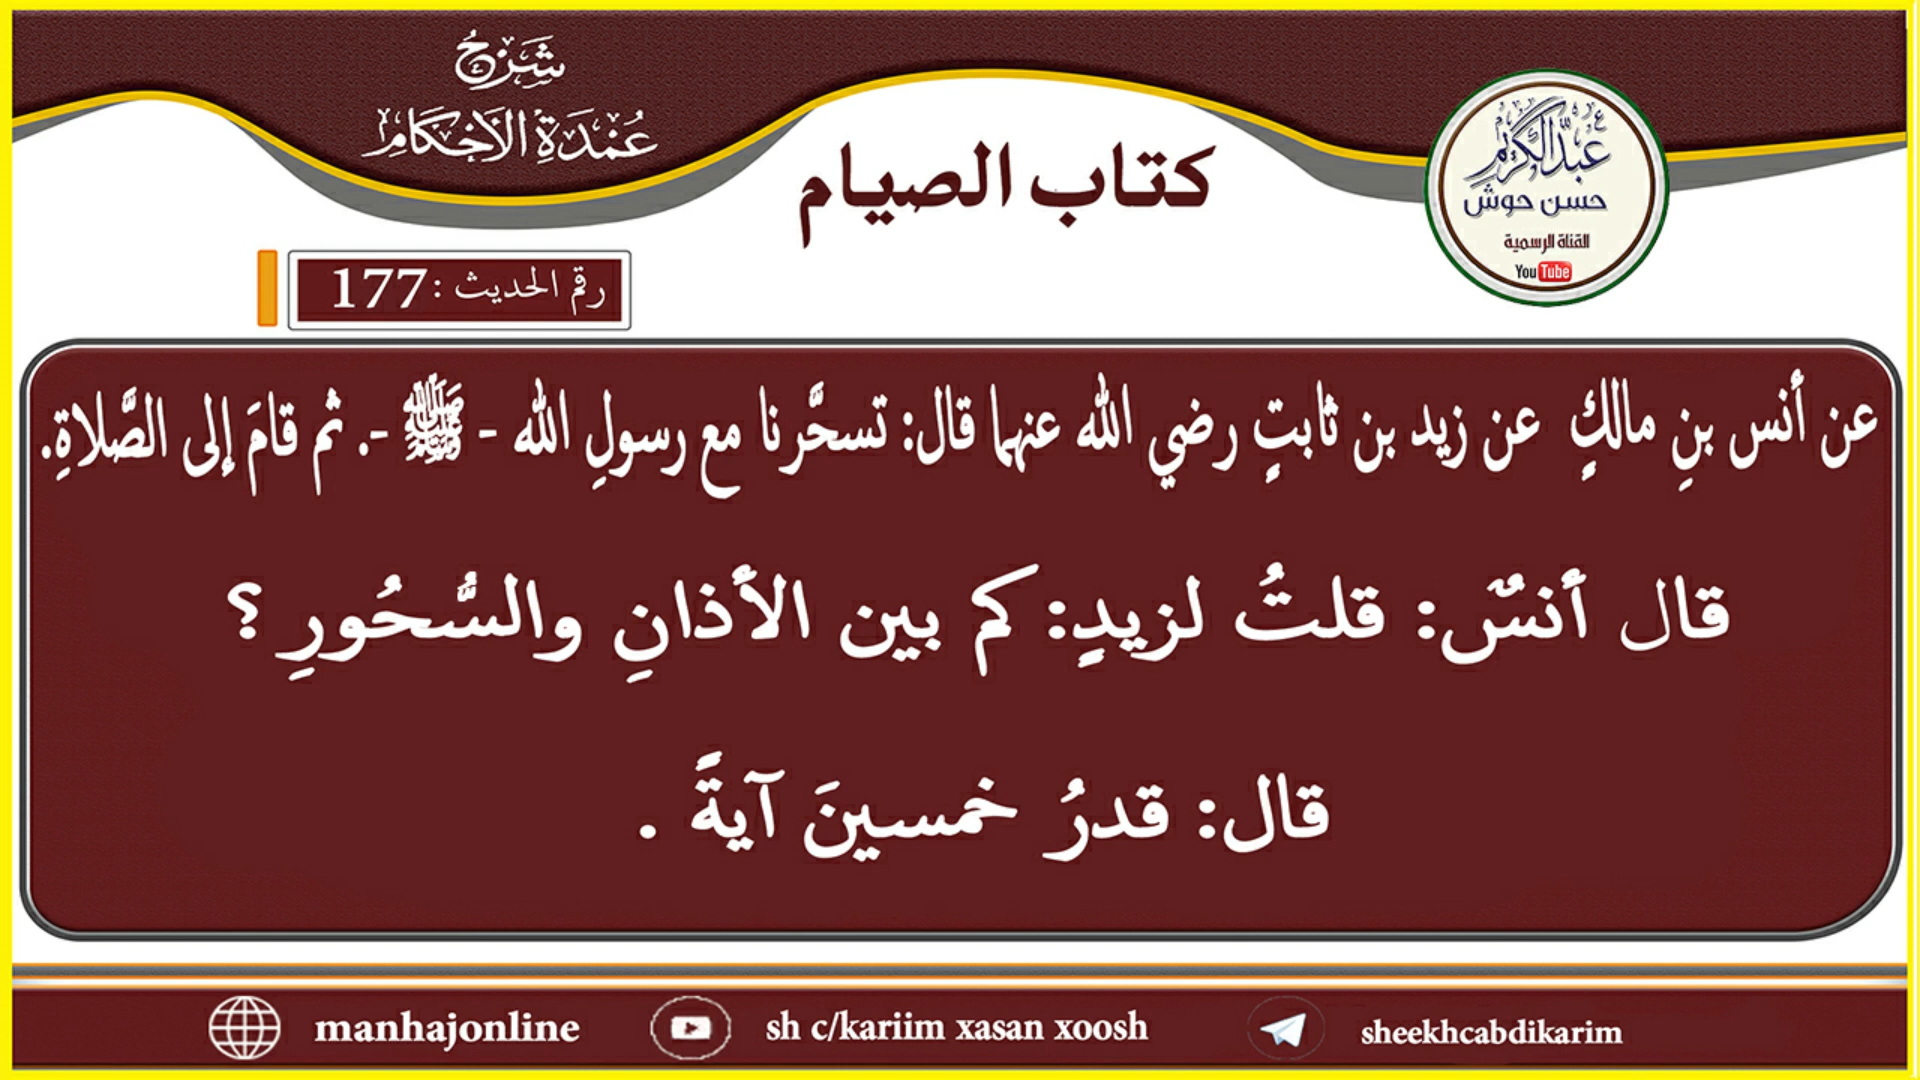 شرح
عمدة الأحكام
كتاب الصيام
عبدالكريم
حسن حوش
القناة الرسمية
YouTube
رقم الحديث : 177
عن أنس بنِ مالكٍ عن زيد بن ثابتٍ رضي الله عنهما قال: تسحَّرنا مع رسولِ الله - ﷺ -. ثم قامَ إلى الصَّلاةِ.
قال أنسٌ: قلتُ لزيدٍ: كم بين الأذانِ والسُّحُورِ ؟
قال: قدرُ خمسينَ آيةً .
manhajonline
sh c/kariim xasan xoosh
sheekhcabdikarim